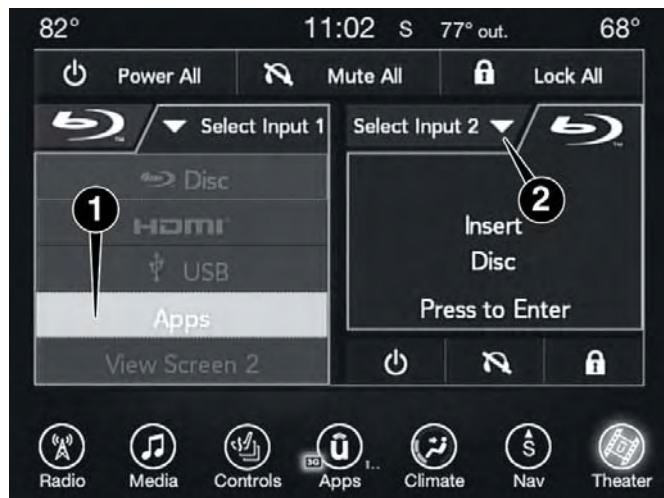 82° 11:02 S 77° out. 68°
Power All Mute All Lock All
Select Input 1 Select Input 2
Disc
HDMI
USB
Apps
View Screen 2
1
2
Insert
Disc
Press to Enter
Radio Media Controls 3G Apps 1.. Climate S Nav Theater